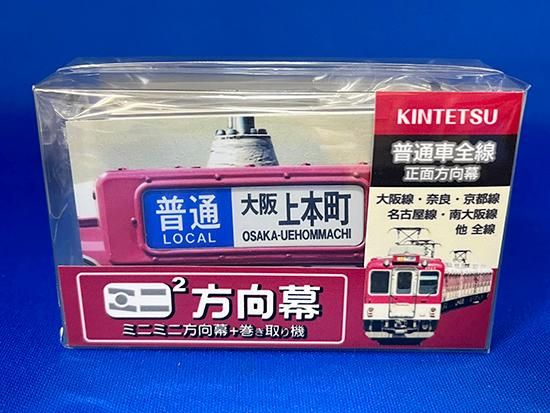 KINTETSU
普通車全線
正面方向幕
大阪線・奈良・京都線
名古屋線・南大阪線
他 全線
普通
LOCAL
大阪上本町
OSAKA-UEHOMMACHI
ミニ²方向幕
ミニミニ方向幕+巻き取り機